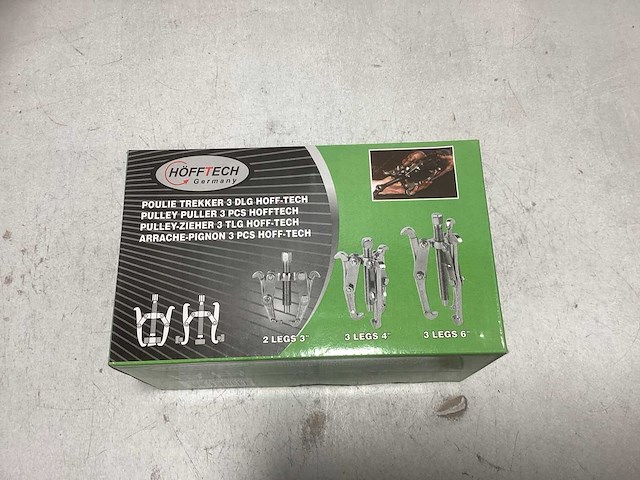 HÖFFTECH
Germany
POULIE TREKKER 3 DLG HOFF-TECH
PULLEY PULLER 3 PCS HOFFTECH
PULLEY-ZIEHER 3 TLG HOFF-TECH
ARRACHE-PIGNON 3 PCS HOFF-TECH
2 LEGS 3"
3 LEGS 4"
3 LEGS 6"